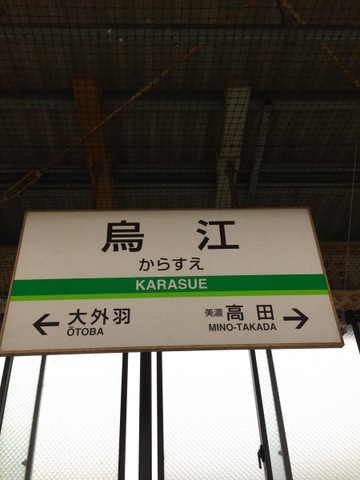 烏江
からすえ
KARASUE
← 大外羽 美濃高田 →
ŌTOBA MINO-TAKADA